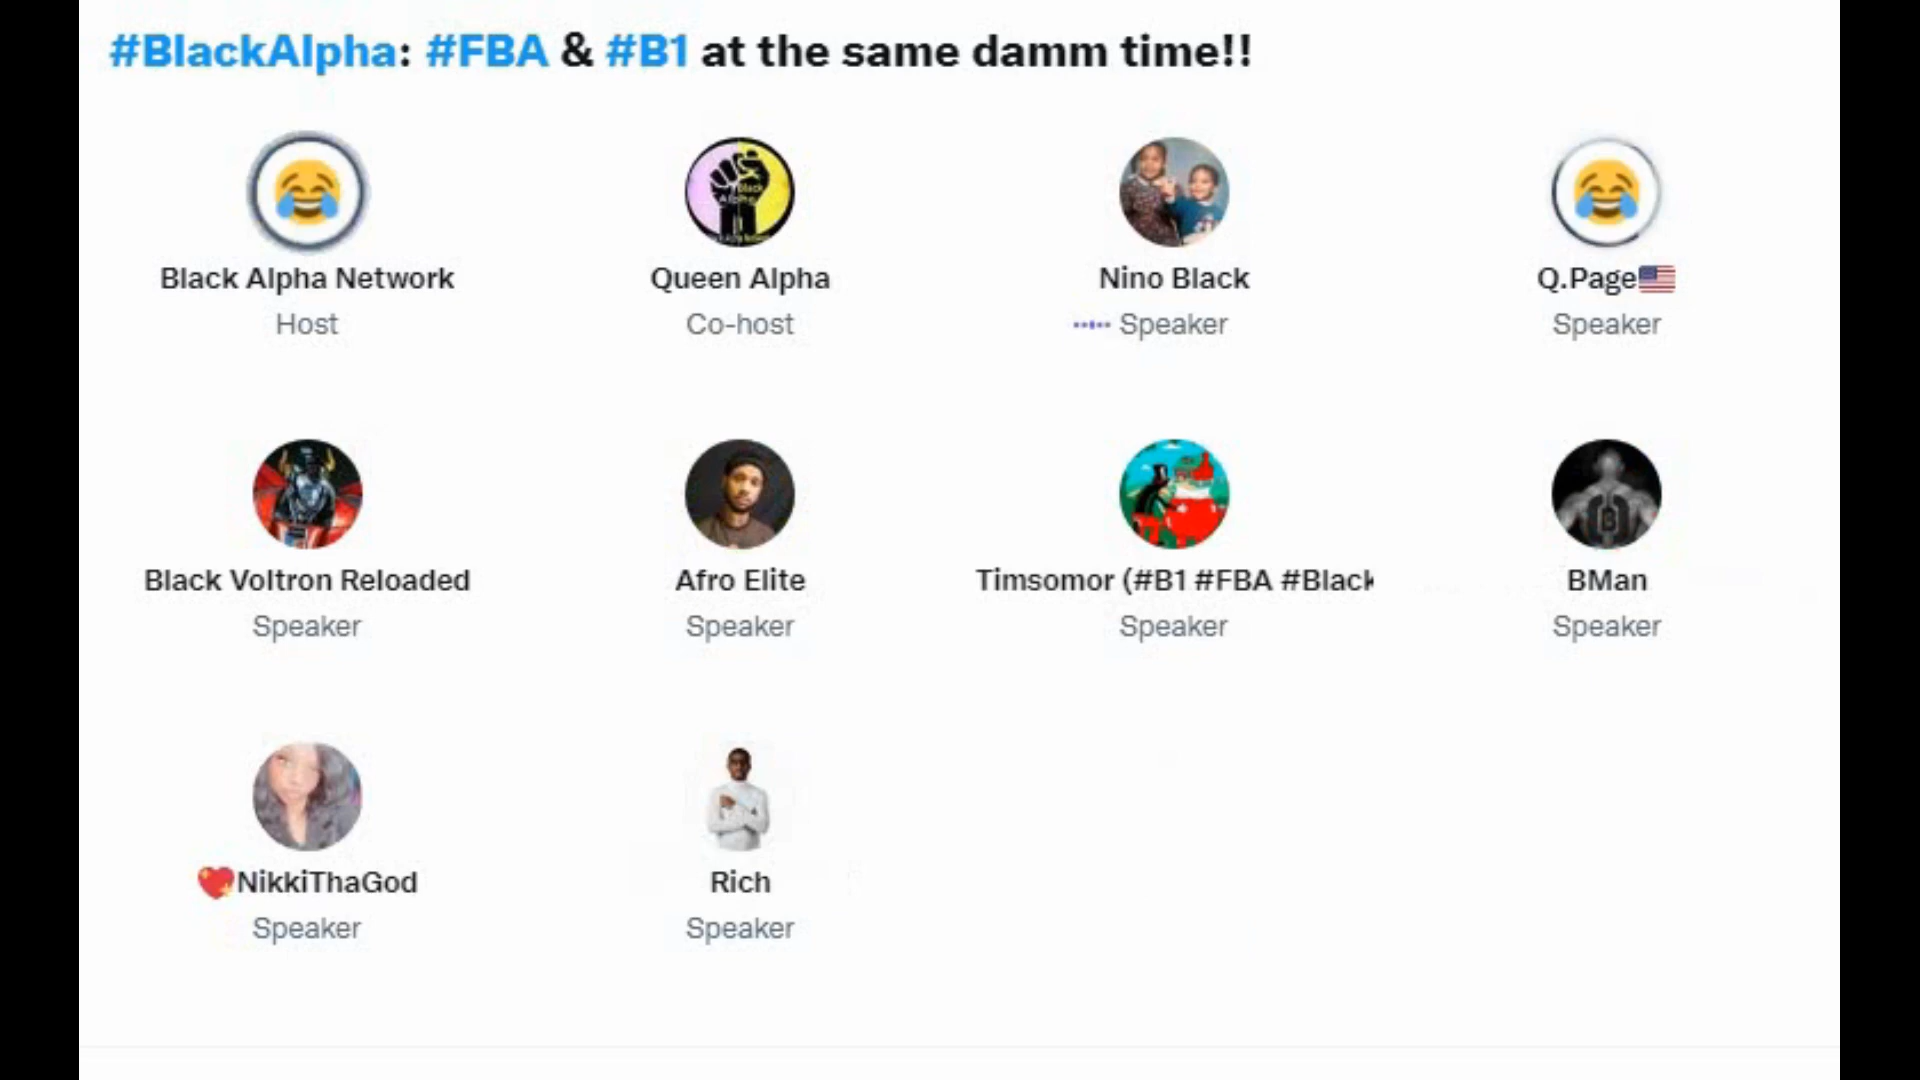 #BlackAlpha: #FBA & #B1 at the same damm time!!
Black Alpha Network
Host
Queen Alpha
Co-host
Nino Black
Speaker
Q.Page🇺🇸
Speaker
Black Voltron Reloaded
Speaker
Afro Elite
Speaker
Timsomor (#B1 #FBA #Black
Speaker
BMan
Speaker
💖NikkiThaGod
Speaker
Rich
Speaker